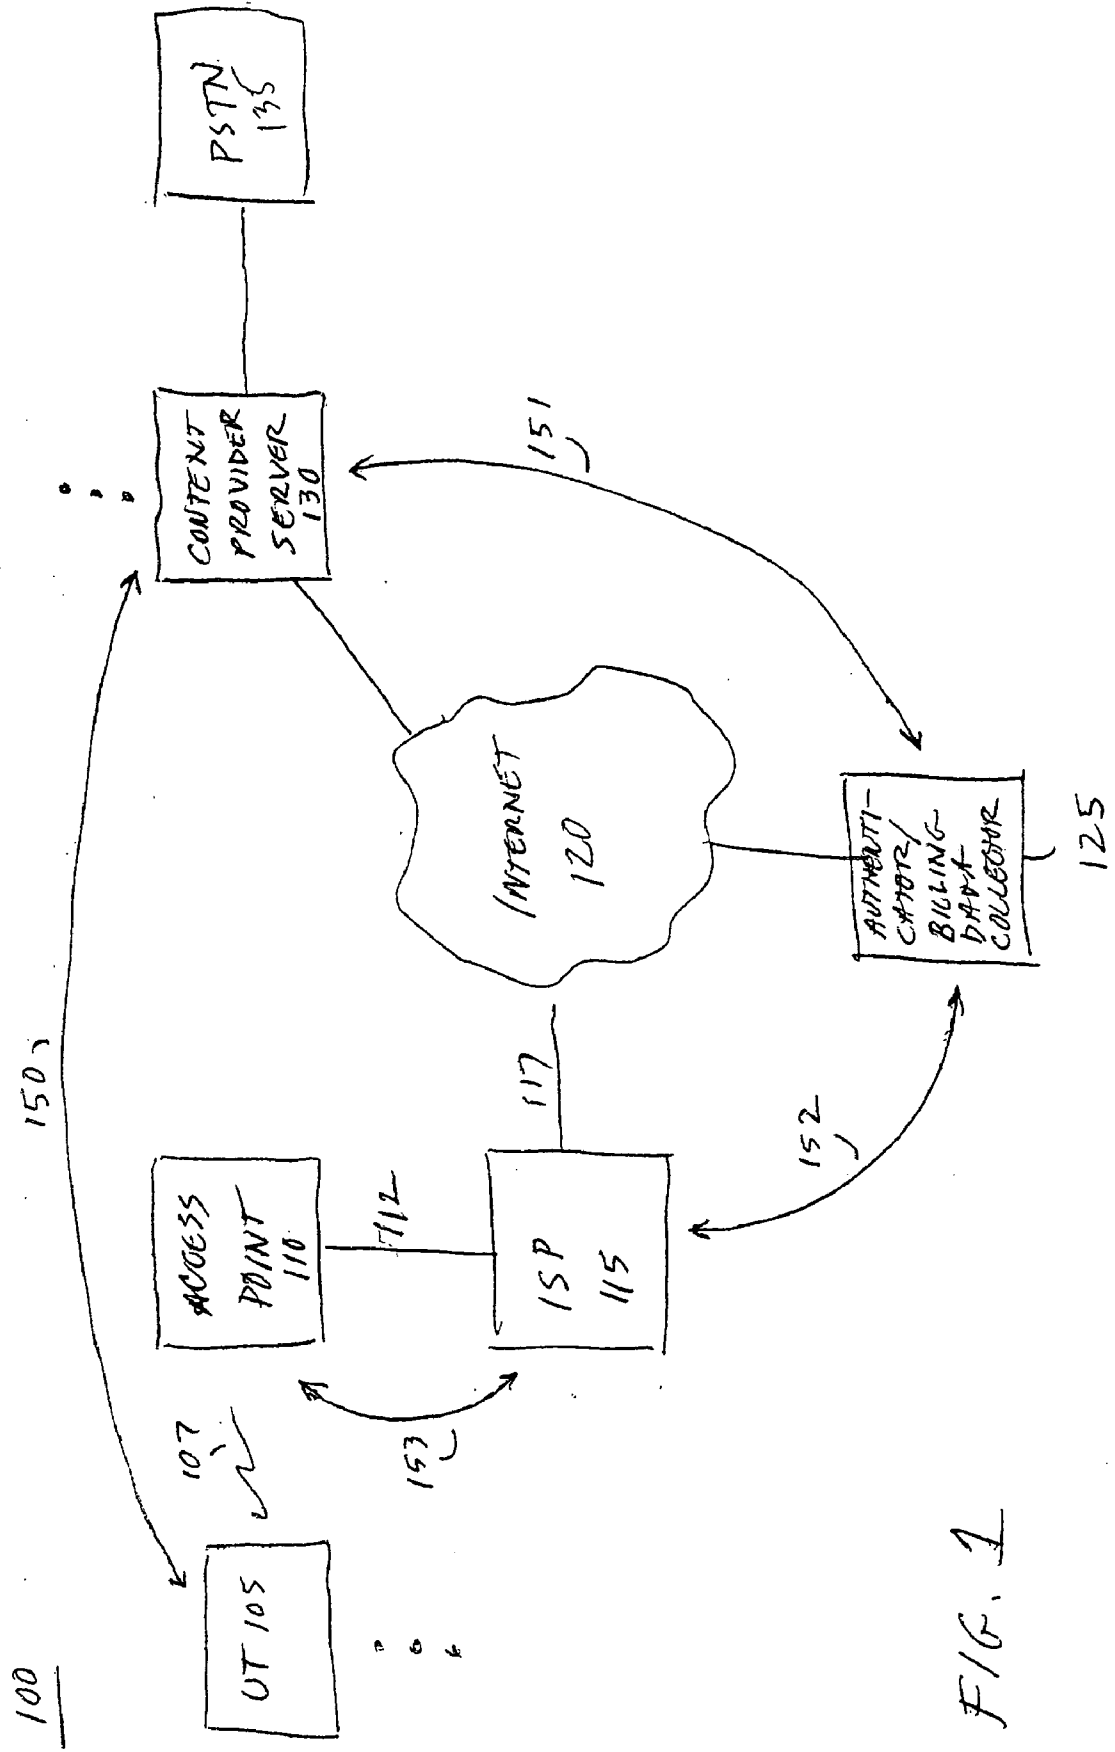 100
150
UT 105
107
ACCESS
POINT
110
153
112
ISP
115
117
152
INTERNET
120
CONTENT
PROVIDER
SERVER
130
151
PSTN
135
AUTHENTI-
CATOR/
BILLING
DATA
COLLECTOR
125
FIG. 1